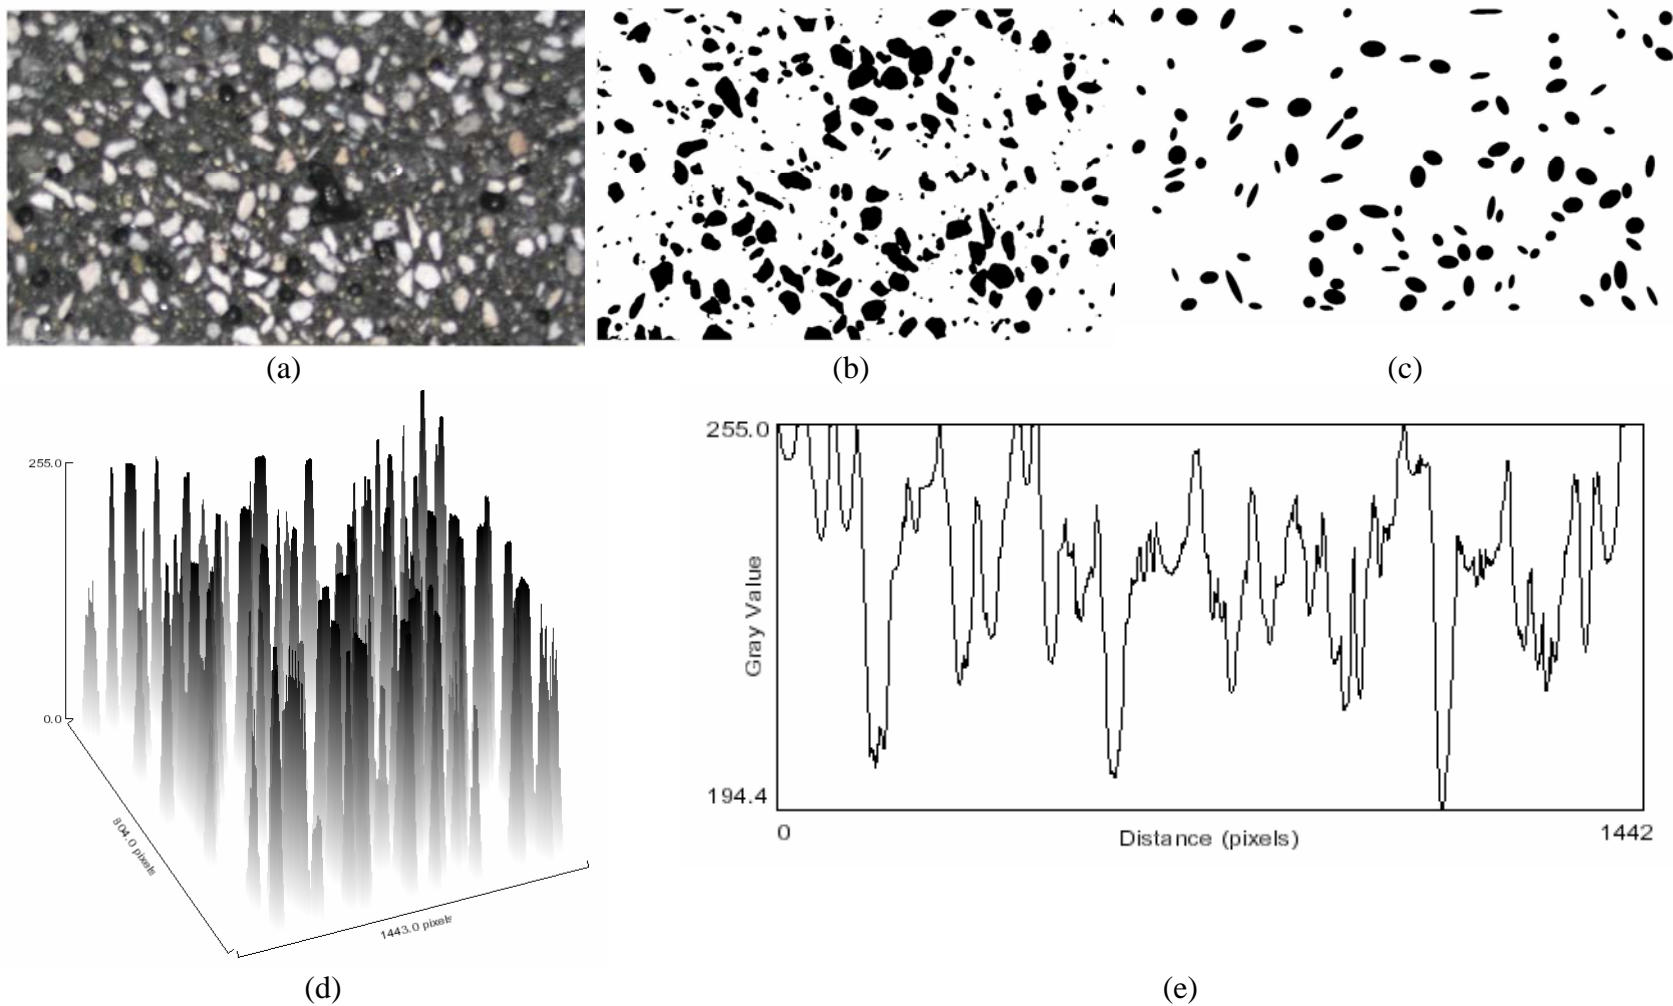 (a)
(b)
(c)
255.0
0.0
804.0 pixels
1443.0 pixels
(d)
255.0
Gray Value
194.4
0
Distance (pixels)
1442
(e)